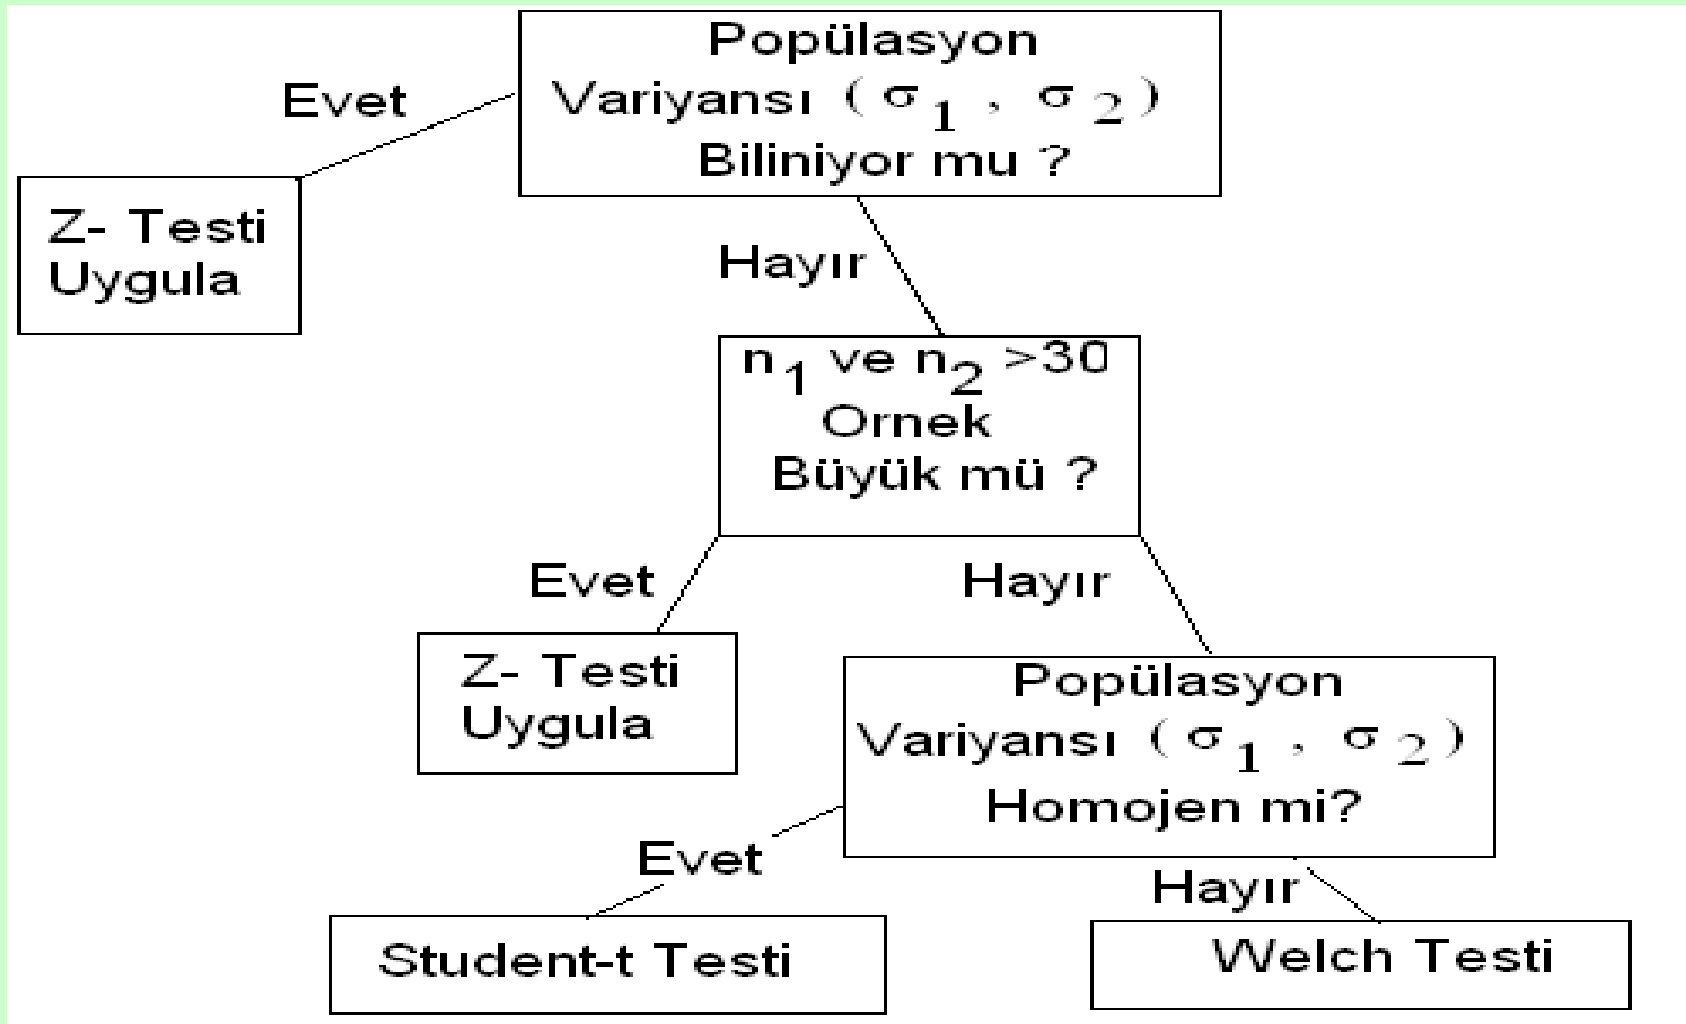 Popülasyon
Variyansı ( σ₁ , σ₂ )
Biliniyor mu ?
Evet
Z- Testi
Uygula
Hayır
n₁ ve n₂ >30
Ornek
Büyük mü ?
Evet
Hayır
Z- Testi
Uygula
Popülasyon
Variyansı ( σ₁ , σ₂ )
Homojen mi?
Evet
Hayır
Student-t Testi
Welch Testi